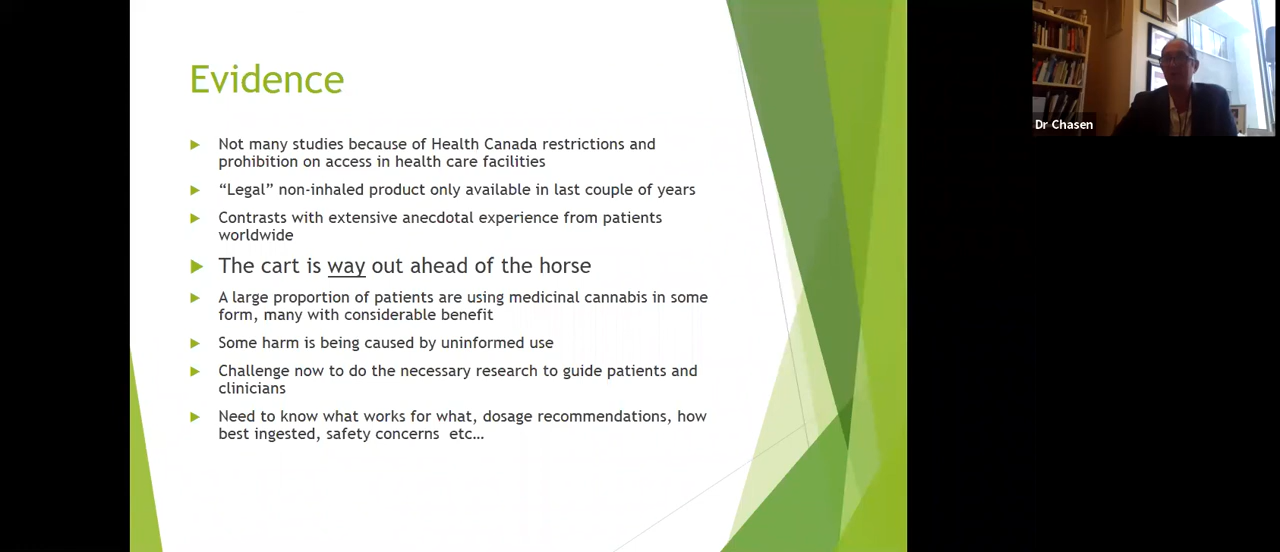 Evidence
Not many studies because of Health Canada restrictions and
prohibition on access in health care facilities
“Legal” non-inhaled product only available in last couple of years
Contrasts with extensive anecdotal experience from patients
worldwide
The cart is way out ahead of the horse
A large proportion of patients are using medicinal cannabis in some
form, many with considerable benefit
Some harm is being caused by uninformed use
Challenge now to do the necessary research to guide patients and
clinicians
Need to know what works for what, dosage recommendations, how
best ingested, safety concerns  etc…
Dr Chasen